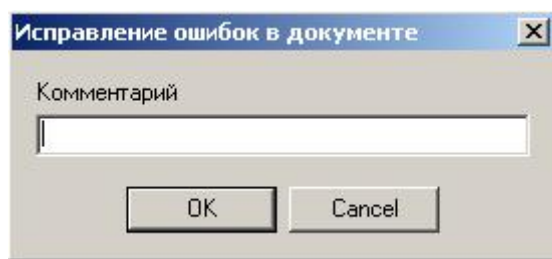 Исправление ошибок в документе
Комментарий
OK
Cancel